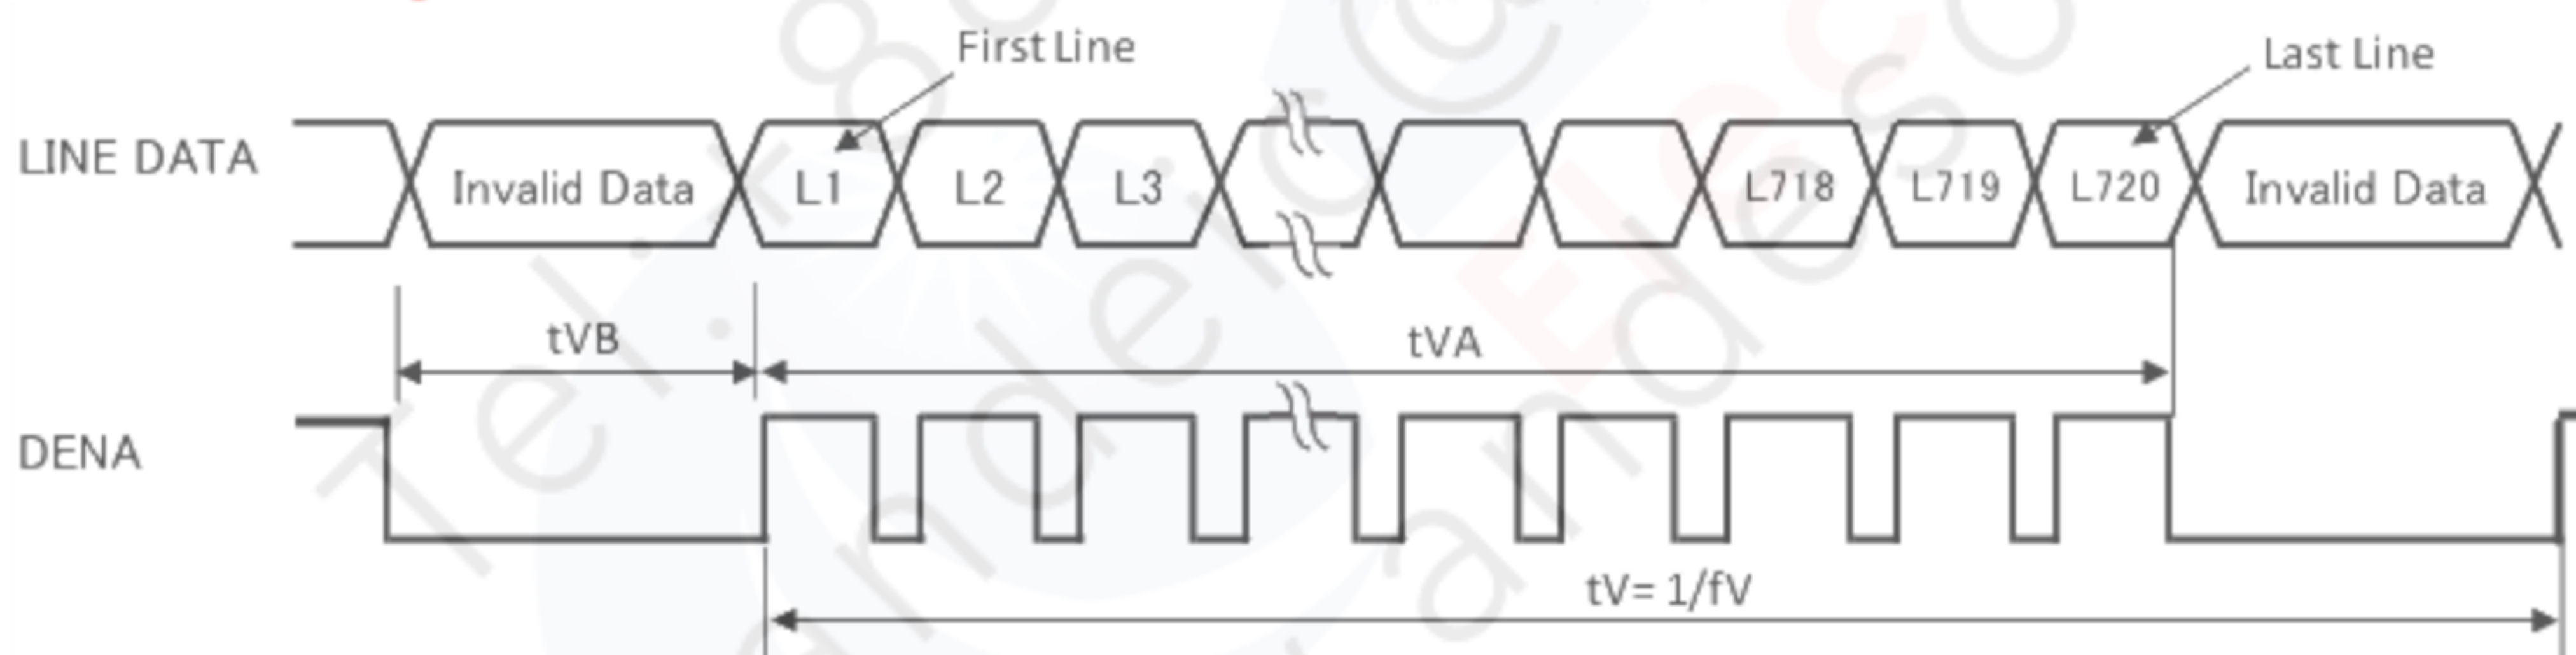 First Line
Last Line
LINE DATA
Invalid Data L1 L2 L3 L718 L719 L720 Invalid Data
tVB
tVA
DENA
tV= 1/fV